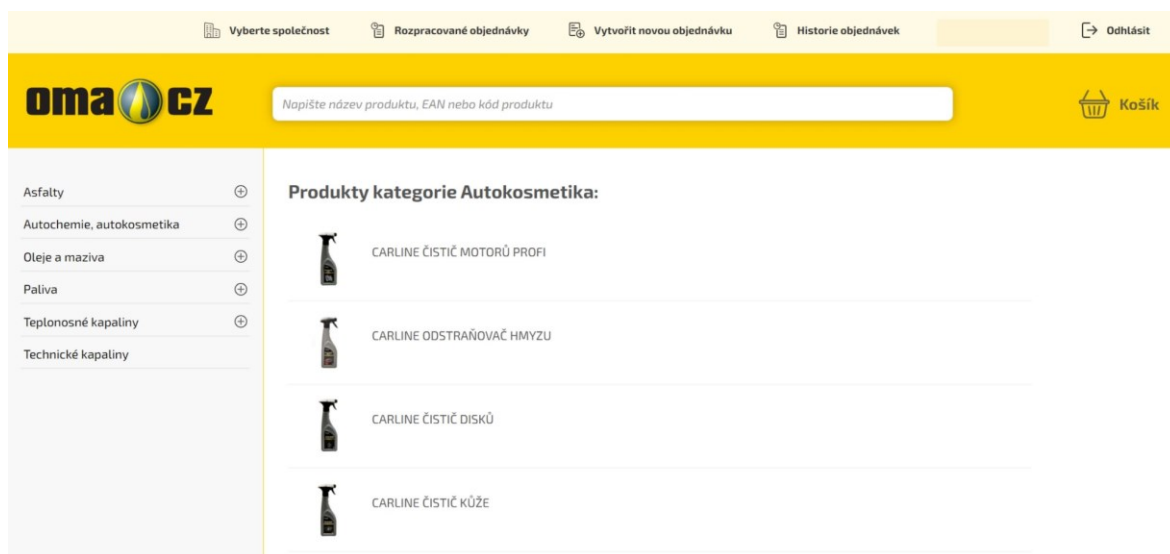 Vyberte společnost
Rozpracované objednávky
Vytvořit novou objednávku
Historie objednávek
Odhlásit
oma cz
Napište název produktu, EAN nebo kód produktu
Košík
Asfalty
Autochemie, autokosmetika
Oleje a maziva
Paliva
Teplonosné kapaliny
Technické kapaliny
Produkty kategorie Autokosmetika:
CARLINE ČISTIČ MOTORŮ PROFI
CARLINE ODSTRAŇOVAČ HMYZU
CARLINE ČISTIČ DISKŮ
CARLINE ČISTIČ KŮŽE